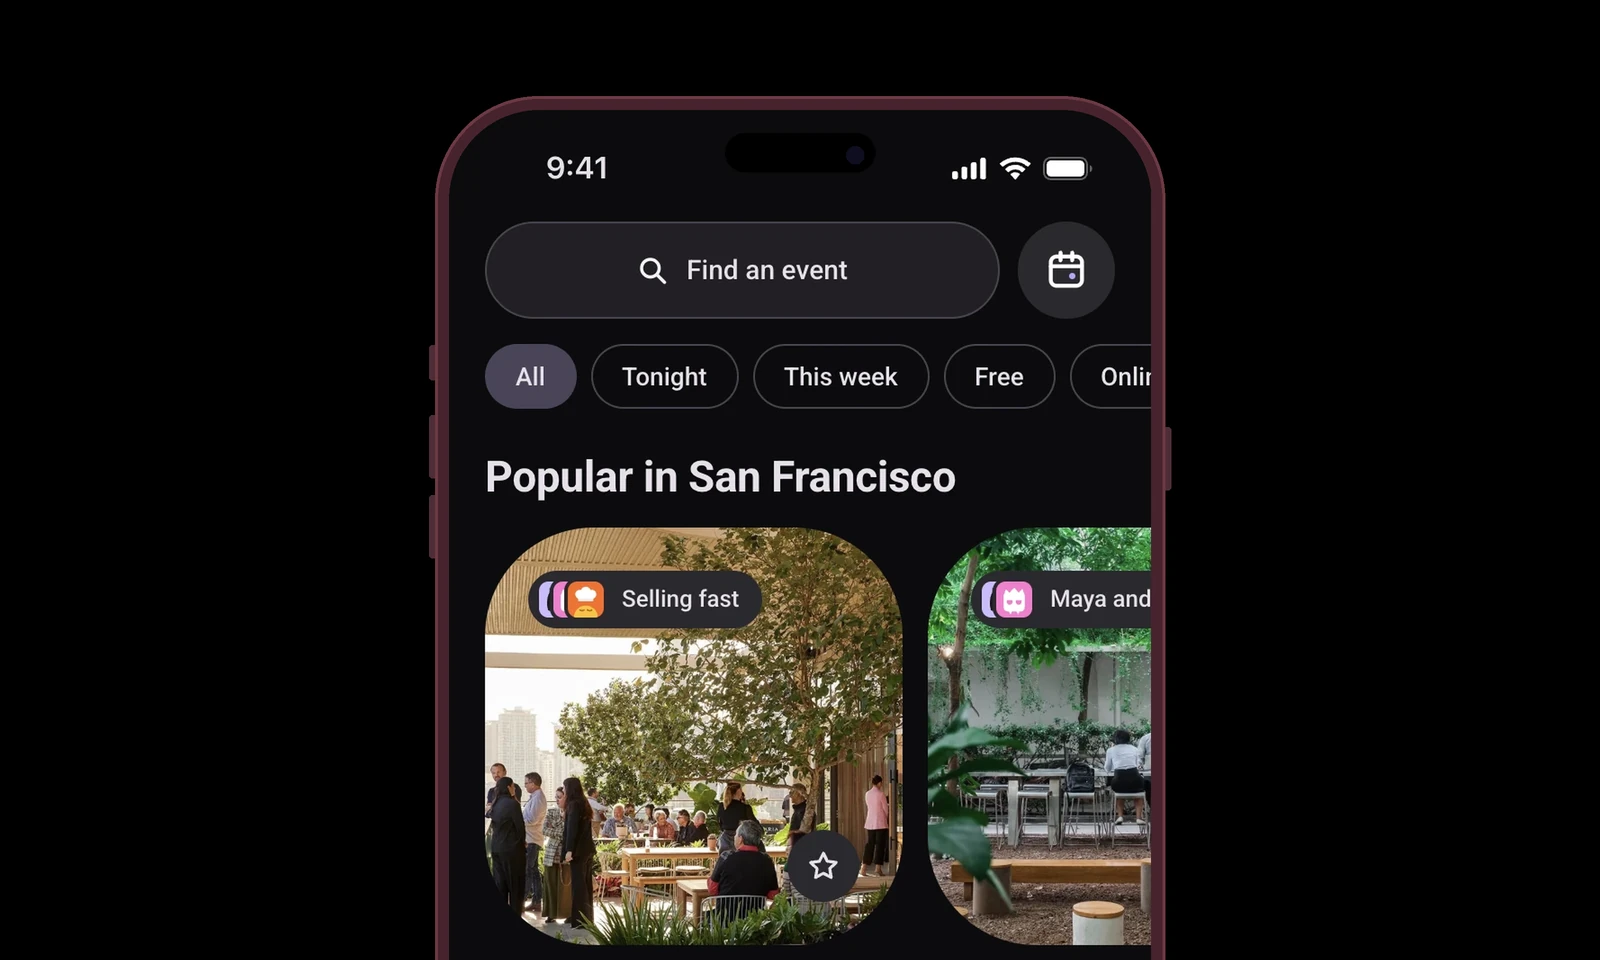 9:41
Find an event
All
Tonight
This week
Free
Popular in San Francisco
Selling fast
Maya and